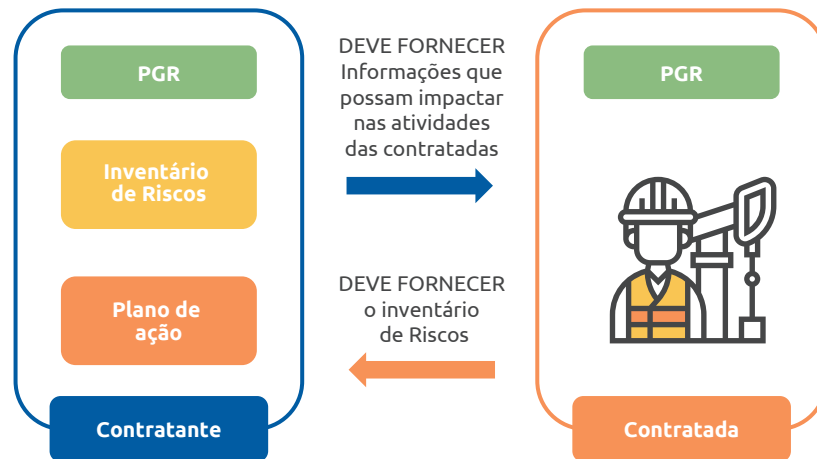 PGR
Inventário
de Riscos
Plano de
ação
Contratante
DEVE FORNECER
Informações que
possam impactar
nas atividades
das contratadas
DEVE FORNECER
o inventário
de Riscos
PGR
Contratada